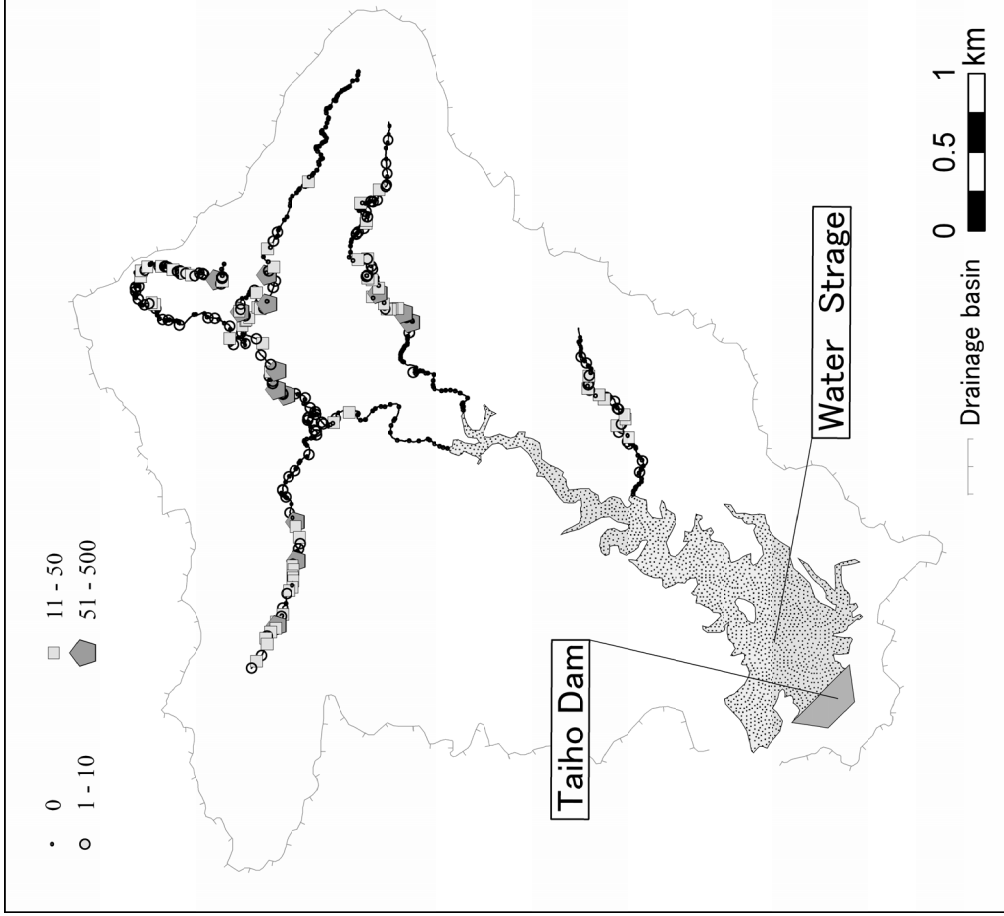 0
1 - 10
11 - 50
51 - 500
Taiho Dam
Water Strage
Drainage basin
0 0.5 1
km